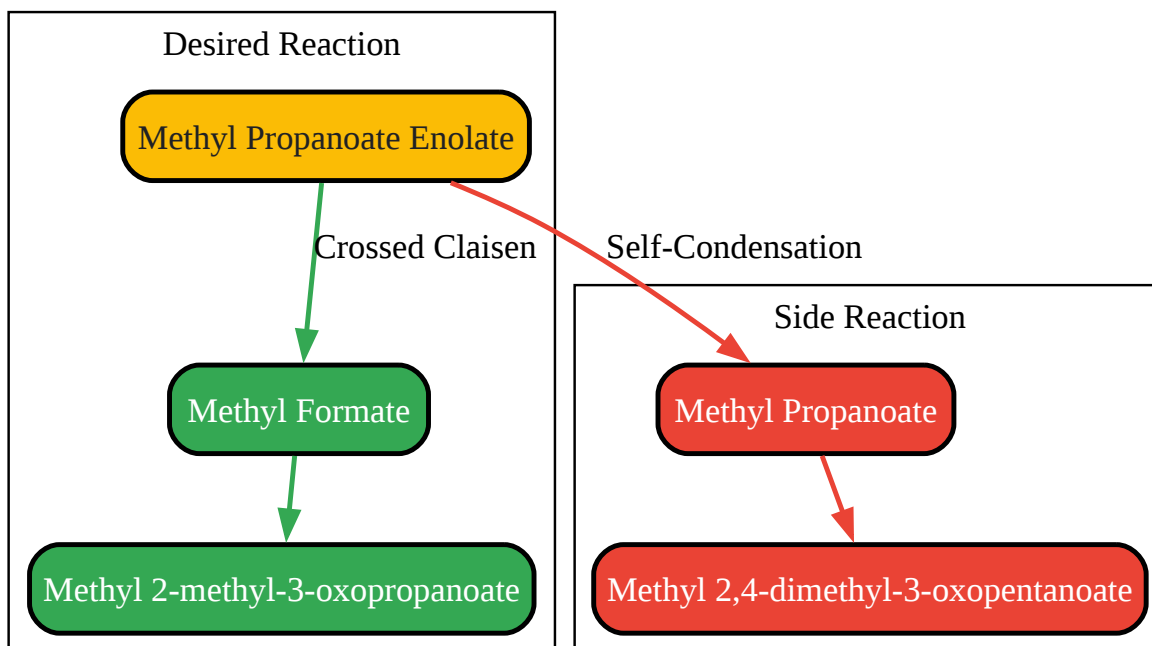 Desired Reaction
Methyl Propanoate Enolate
Crossed Claisen
Self-Condensation
Side Reaction
Methyl Formate
Methyl Propanoate
Methyl 2-methyl-3-oxopropanoate
Methyl 2,4-dimethyl-3-oxopentanoate